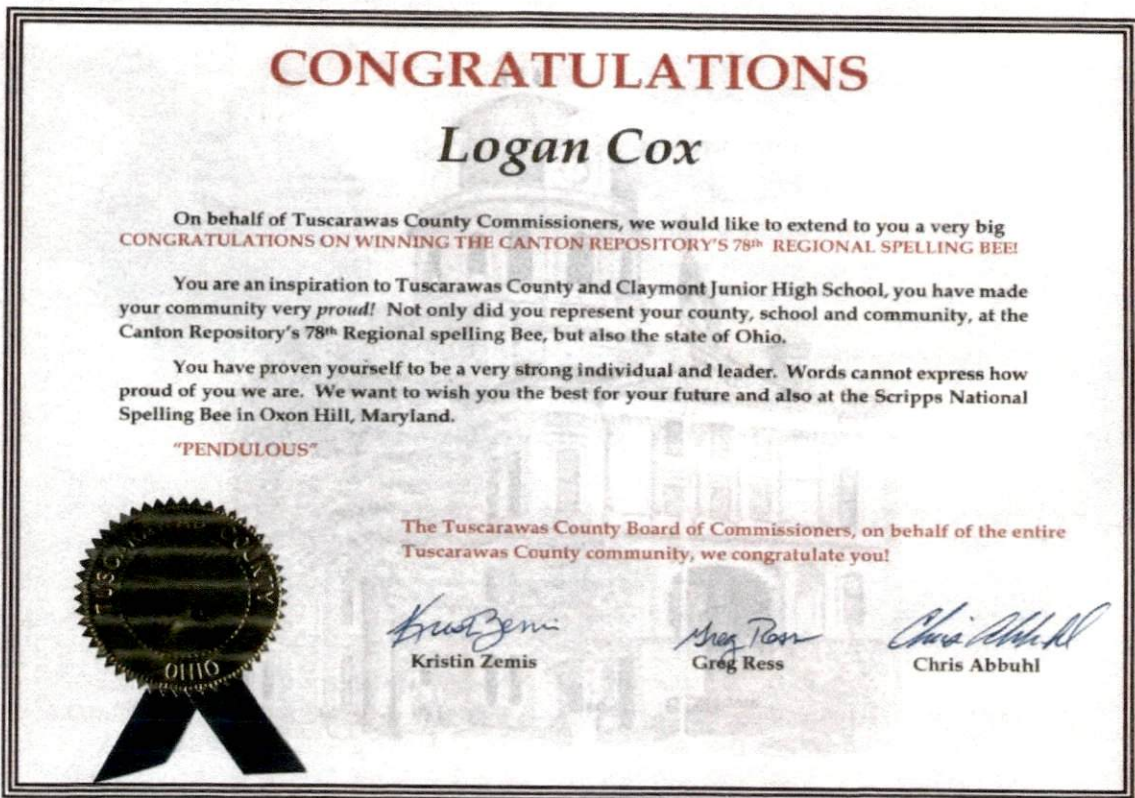 CONGRATULATIONS
Logan Cox
On behalf of Tuscarawas County Commissioners, we would like to extend to you a very big
CONGRATULATIONS ON WINNING THE CANTON REPOSITORY'S 78th REGIONAL SPELLING BEE!
You are an inspiration to Tuscarawas County and Claymont Junior High School, you have made
your community very proud! Not only did you represent your county, school and community, at the
Canton Repository's 78th Regional spelling Bee, but also the state of Ohio.
You have proven yourself to be a very strong individual and leader. Words cannot express how
proud of you we are. We want to wish you the best for your future and also at the Scripps National
Spelling Bee in Oxon Hill, Maryland.
"PENDULOUS"
The Tuscarawas County Board of Commissioners, on behalf of the entire
Tuscarawas County community, we congratulate you!
TUSCARAWAS COUNTY
OHIO
Greg Ress
Chris Abbuhl
Kristin Zemis
Greg Ress
Chris Abbuhl